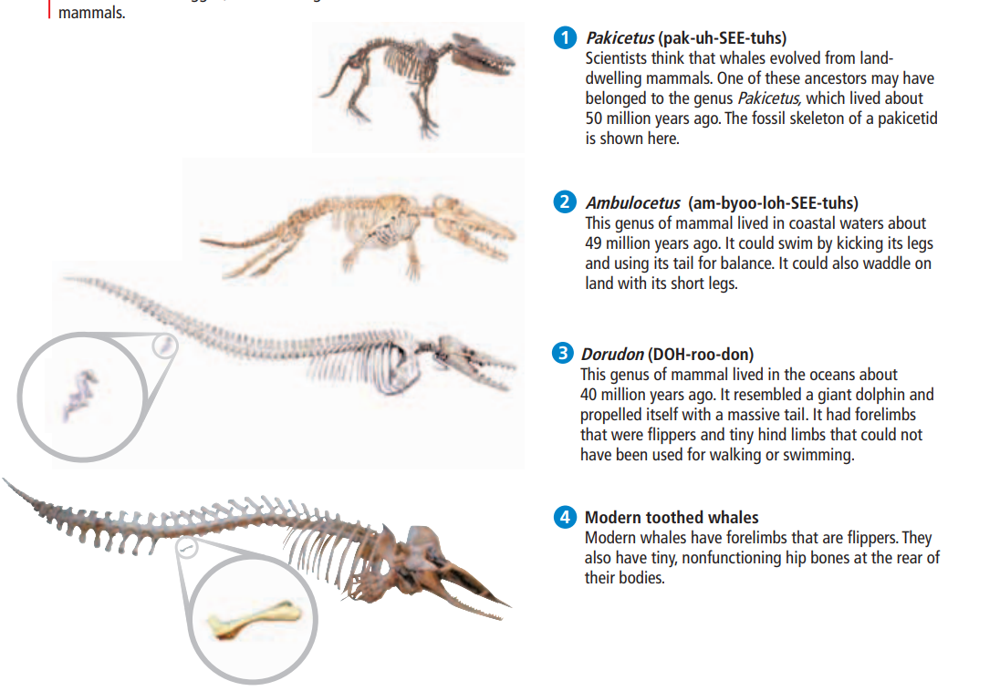 mammals.
1 Pakicetus (pak-uh-SEE-tuhs)
Scientists think that whales evolved from land-
dwelling mammals. One of these ancestors may have
belonged to the genus Pakicetus, which lived about
50 million years ago. The fossil skeleton of a pakicetid
is shown here.
2 Ambulocetus (am-byoo-loh-SEE-tuhs)
This genus of mammal lived in coastal waters about
49 million years ago. It could swim by kicking its legs
and using its tail for balance. It could also waddle on
land with its short legs.
3 Dorudon (DOH-roo-don)
This genus of mammal lived in the oceans about
40 million years ago. It resembled a giant dolphin and
propelled itself with a massive tail. It had forelimbs
that were flippers and tiny hind limbs that could not
have been used for walking or swimming.
4 Modern toothed whales
Modern whales have forelimbs that are flippers. They
also have tiny, nonfunctioning hip bones at the rear of
their bodies.